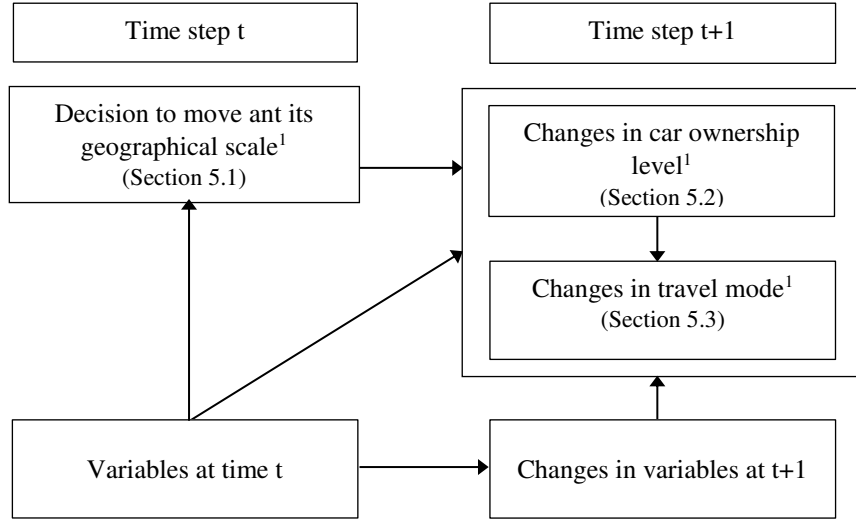 Time step t
Time step t+1
Decision to move ant its
geographical scale¹
(Section 5.1)
Changes in car ownership
level¹
(Section 5.2)
Changes in travel mode¹
(Section 5.3)
Variables at time t
Changes in variables at t+1